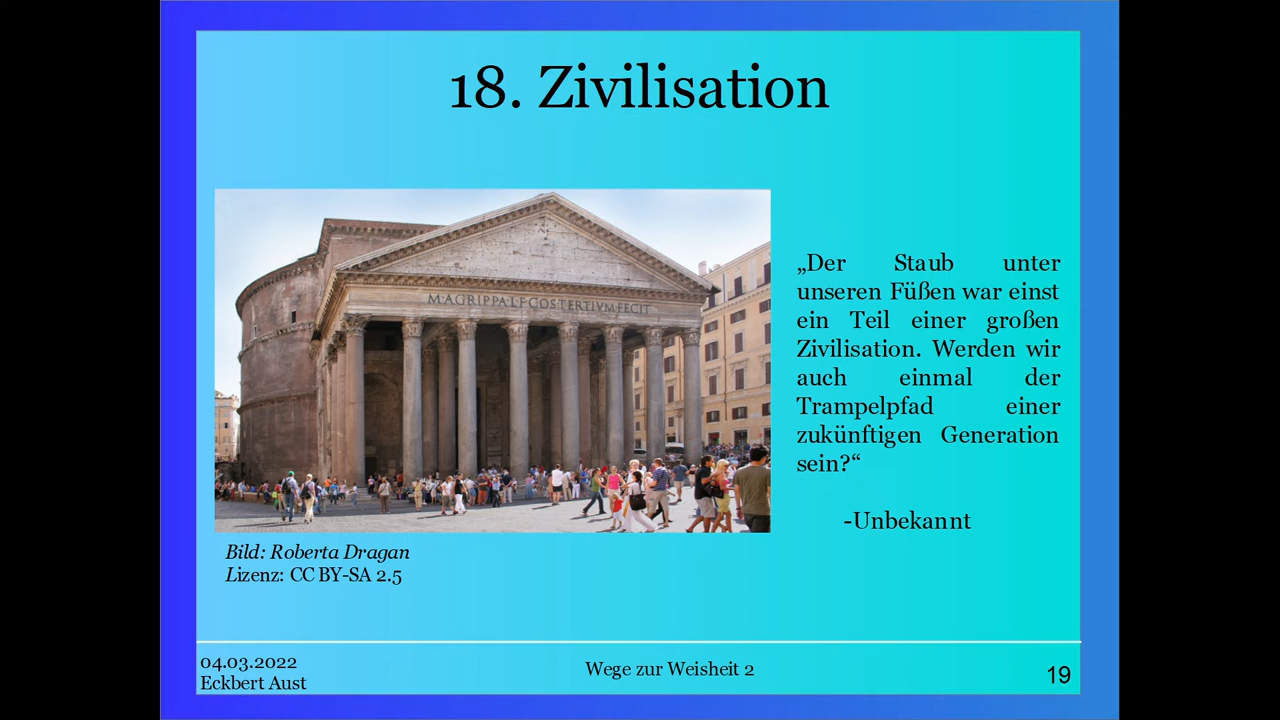 18. Zivilisation
M·AGRIPPA·L·F·COS·TERTIVM·FECIT
„Der Staub unter
unseren Füßen war einst
ein Teil einer großen
Zivilisation. Werden wir
auch einmal der
Trampelpfad einer
zukünftigen Generation
sein?“
-Unbekannt
Bild: Roberta Dragan
Lizenz: CC BY-SA 2.5
04.03.2022
Eckbert Aust
Wege zur Weisheit 2
19